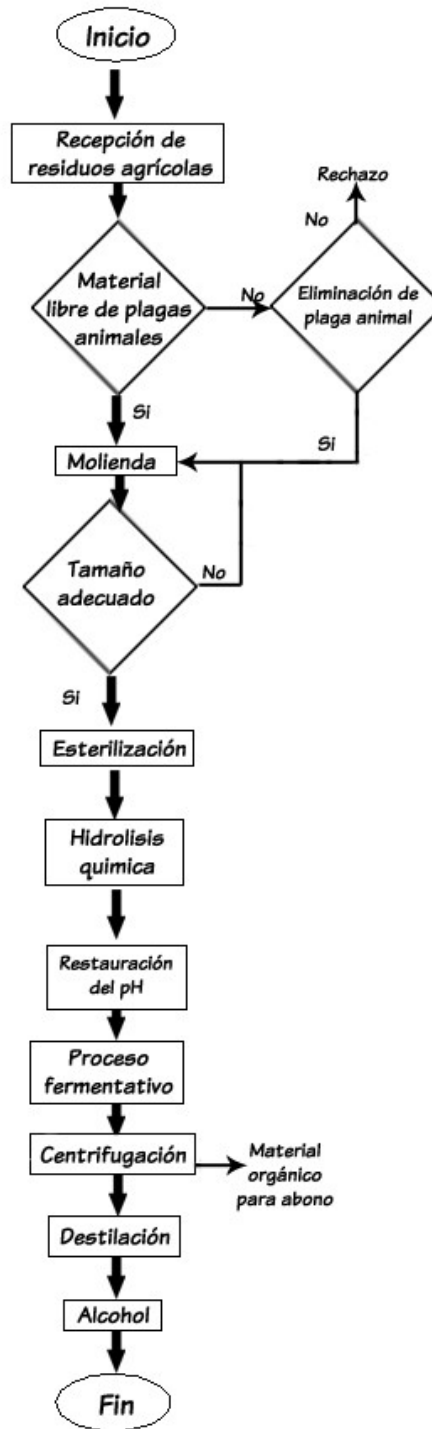 Inicio
Recepción de
residuos agrícolas
Rechazo
No
Material
libre de plagas
animales
No
Eliminación de
plaga animal
Si
Si
Molienda
Tamaño
adecuado
No
Si
Esterilización
Hidrolisis
quimica
Restauración
del pH
Proceso
fermentativo
Centrifugación
Material
orgánico
para abono
Destilación
Alcohol
Fin